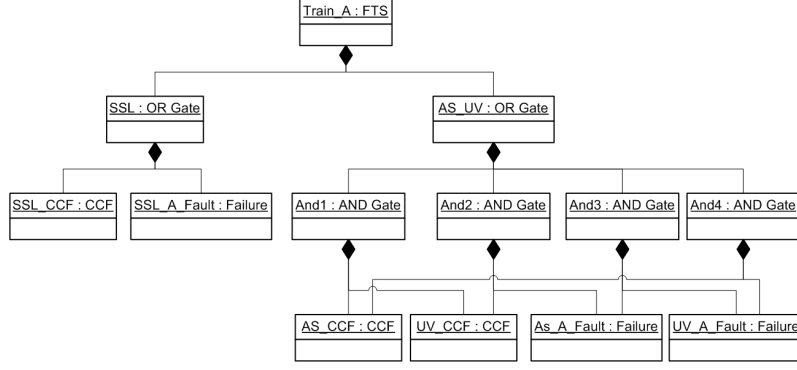 Train_A : FTS
SSL : OR Gate
AS_UV : OR Gate
SSL_CCF : CCF
SSL_A_Fault : Failure
And1 : AND Gate
And2 : AND Gate
And3 : AND Gate
And4 : AND Gate
AS_CCF : CCF
UV_CCF : CCF
As_A_Fault : Failure
UV_A_Fault : Failure